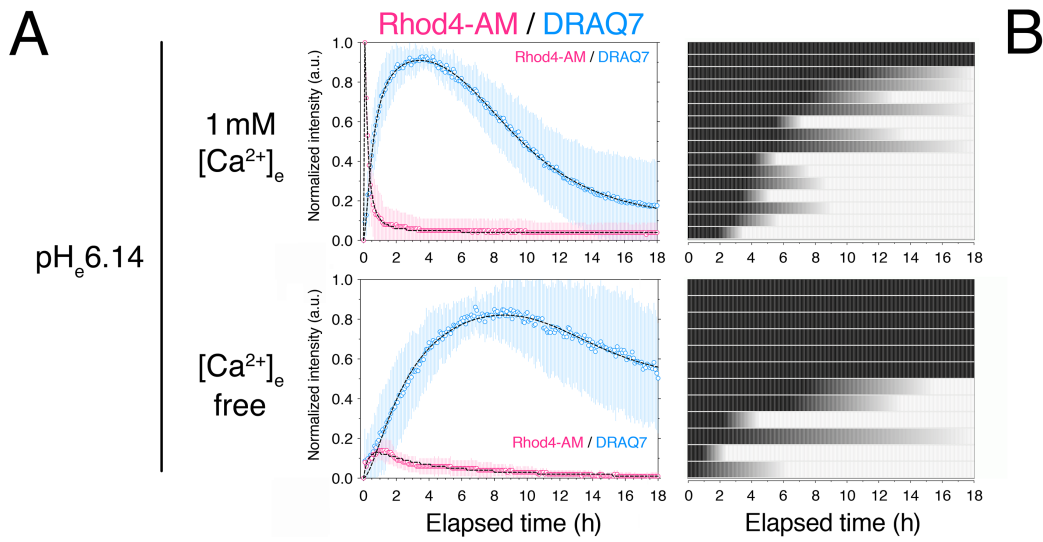 A
Rhod4-AM / DRAQ7
B
pHe6.14
1 mM
[Ca²⁺]e
Normalized intensity (a.u.)
1.0
0.8
0.6
0.4
0.2
0.0
Rhod4-AM / DRAQ7
0 2 4 6 8 10 12 14 16 18
0 2 4 6 8 10 12 14 16 18
[Ca²⁺]e
free
Normalized intensity (a.u.)
1.0
0.8
0.6
0.4
0.2
0.0
Rhod4-AM / DRAQ7
0 2 4 6 8 10 12 14 16 18
Elapsed time (h)
0 2 4 6 8 10 12 14 16 18
Elapsed time (h)